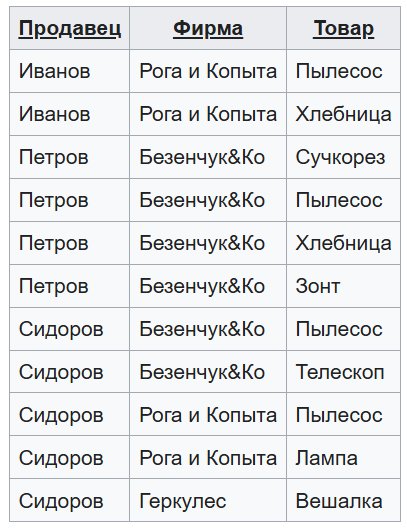 Продавец Фирма Товар
Иванов Рога и Копыта Пылесос
Иванов Рога и Копыта Хлебница
Петров Безенчук&Ко Сучкорез
Петров Безенчук&Ко Пылесос
Петров Безенчук&Ко Хлебница
Петров Безенчук&Ко Зонт
Сидоров Безенчук&Ко Пылесос
Сидоров Безенчук&Ко Телескоп
Сидоров Рога и Копыта Пылесос
Сидоров Рога и Копыта Лампа
Сидоров Геркулес Вешалка